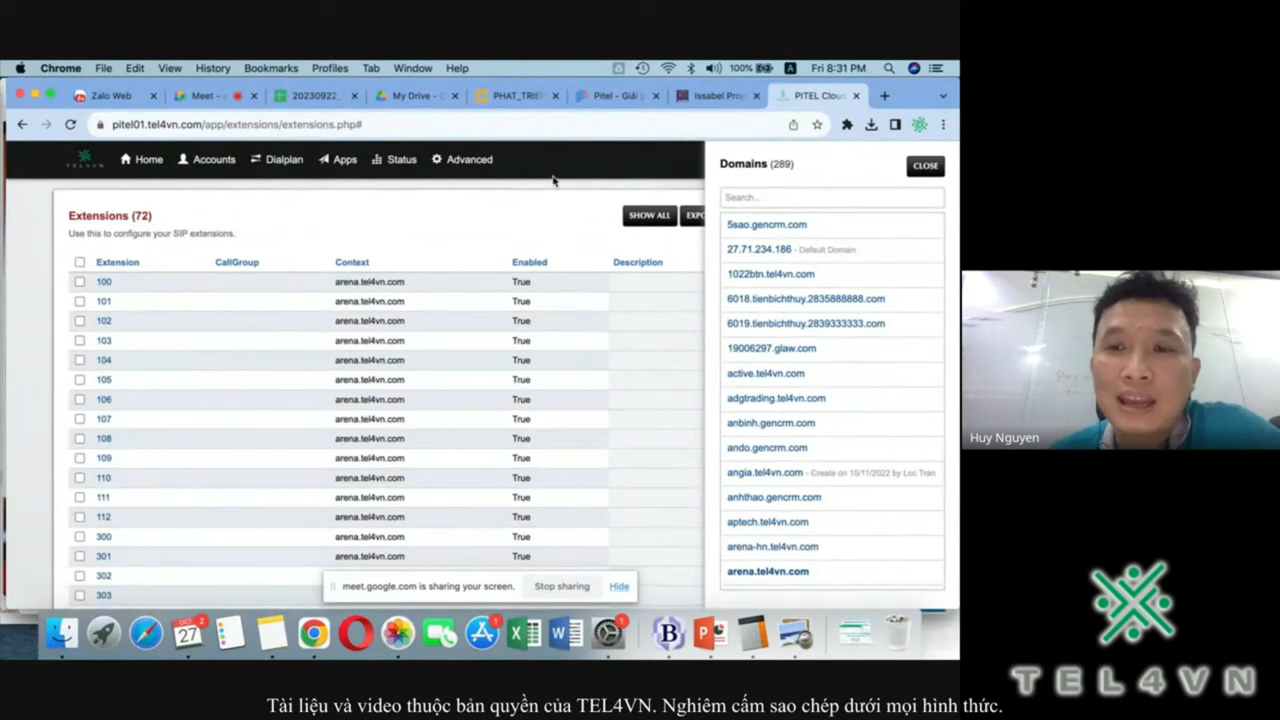 Chrome File Edit View History Bookmarks Profiles Tab Window Help 100% A Fri 8:31 PM
Zalo Web Meet - 20230922_ My Drive - PHAT_TRIE Pitel - Giải p Issabel Proj PITEL Cloud
pitel01.tel4vn.com/app/extensions/extensions.php#
TEL4VN Home Accounts Dialplan Apps Status Advanced
Domains (289) CLOSE
Search...
Extensions (72) SHOW ALL EXPO
Use this to configure your SIP extensions.
Extension CallGroup Context Enabled Description
100 arena.tel4vn.com True
101 arena.tel4vn.com True
102 arena.tel4vn.com True
103 arena.tel4vn.com True
104 arena.tel4vn.com True
105 arena.tel4vn.com True
106 arena.tel4vn.com True
107 arena.tel4vn.com True
108 arena.tel4vn.com True
109 arena.tel4vn.com True
110 arena.tel4vn.com True
111 arena.tel4vn.com True
112 arena.tel4vn.com True
300 arena.tel4vn.com True
301 arena.tel4vn.com True
302
303
5sao.gencrm.com
27.71.234.186 - Default Domain
1022btn.tel4vn.com
6018.tienbichthuy.2835888888.com
6019.tienbichthuy.2839333333.com
19006297.glaw.com
active.tel4vn.com
adgtrading.tel4vn.com
anbinh.gencrm.com
ando.gencrm.com
angia.tel4vn.com - Create on 15/11/2022 by Loc Tran
anhthao.gencrm.com
aptech.tel4vn.com
arena-hn.tel4vn.com
arena.tel4vn.com
meet.google.com is sharing your screen. Stop sharing Hide
OCT
27 2
1
1
Huy Nguyen
TEL4VN
Tài liệu và video thuộc bản quyền của TEL4VN. Nghiêm cấm sao chép dưới mọi hình thức.